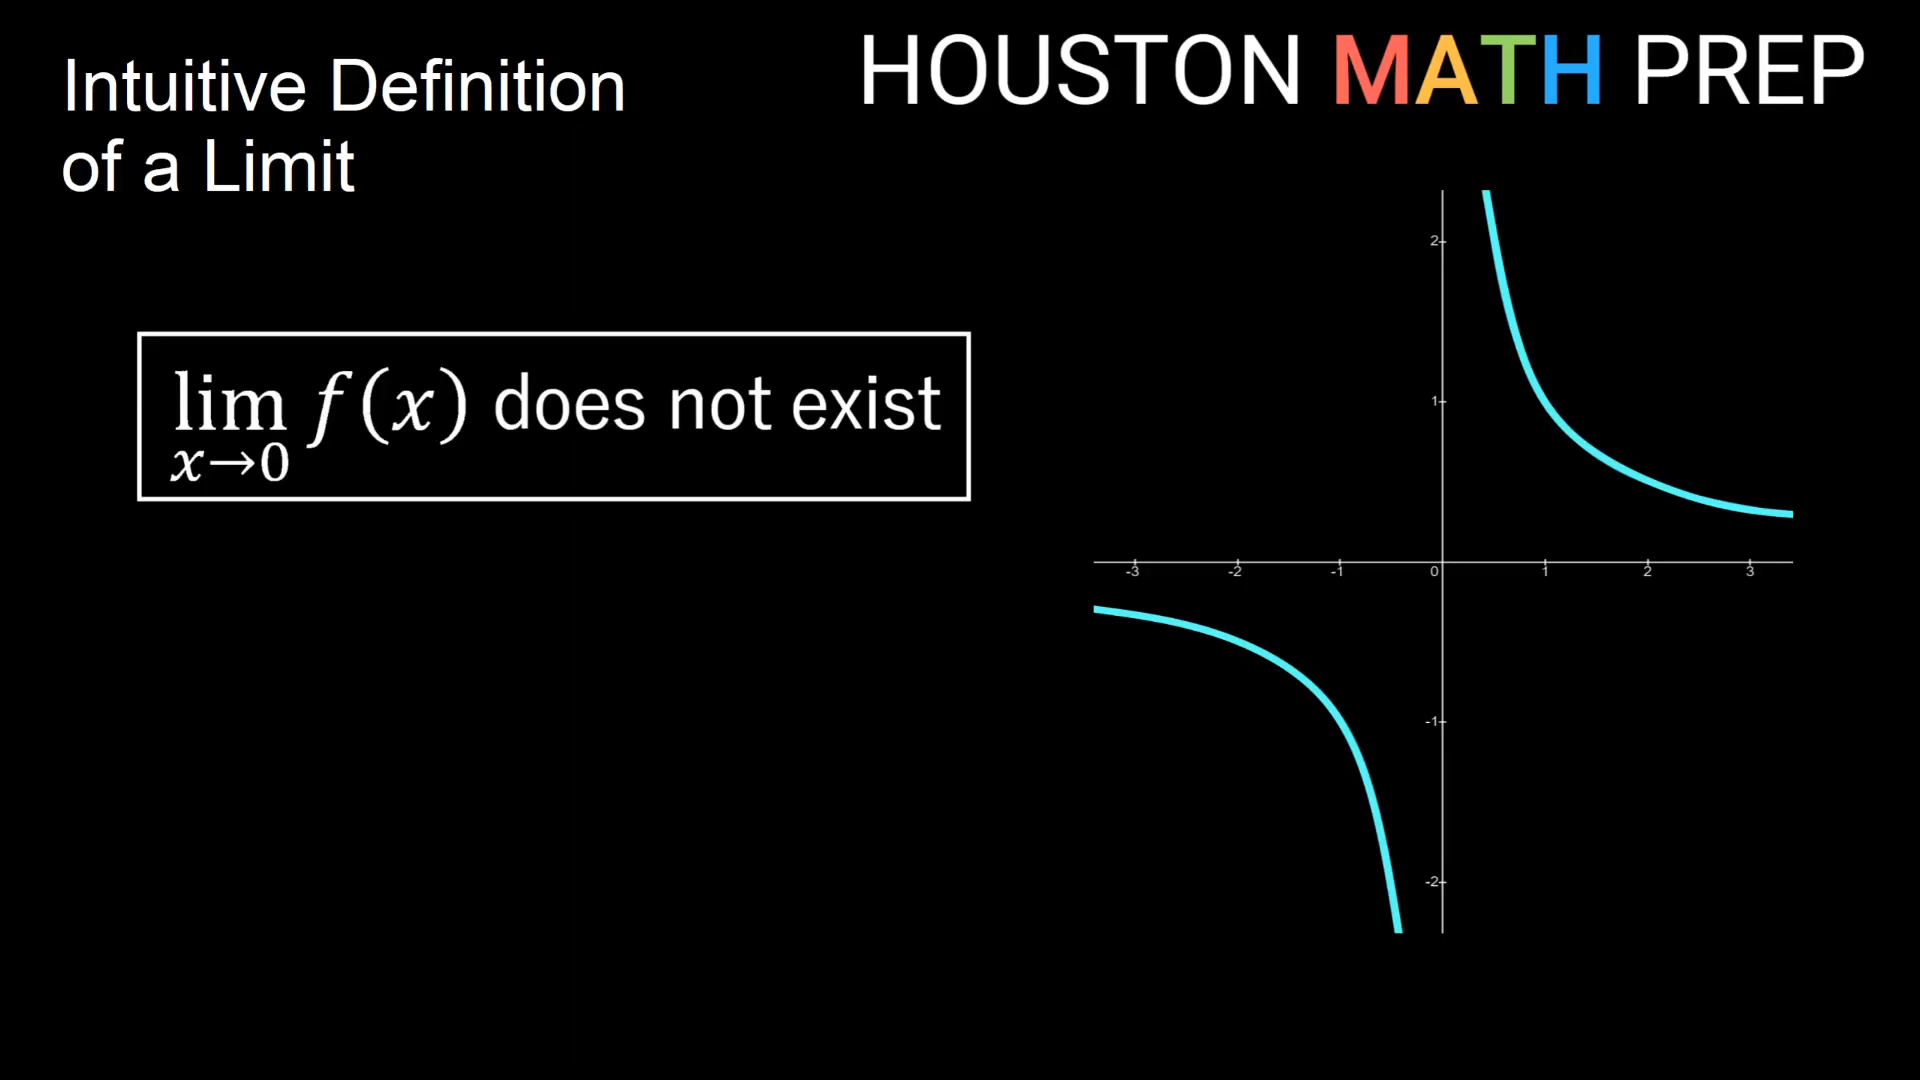 Intuitive Definition
of a Limit
HOUSTON MATH PREP
lim f(x) does not exist
x→0
2
1
-3 -2 -1 0 1 2 3
-1
-2